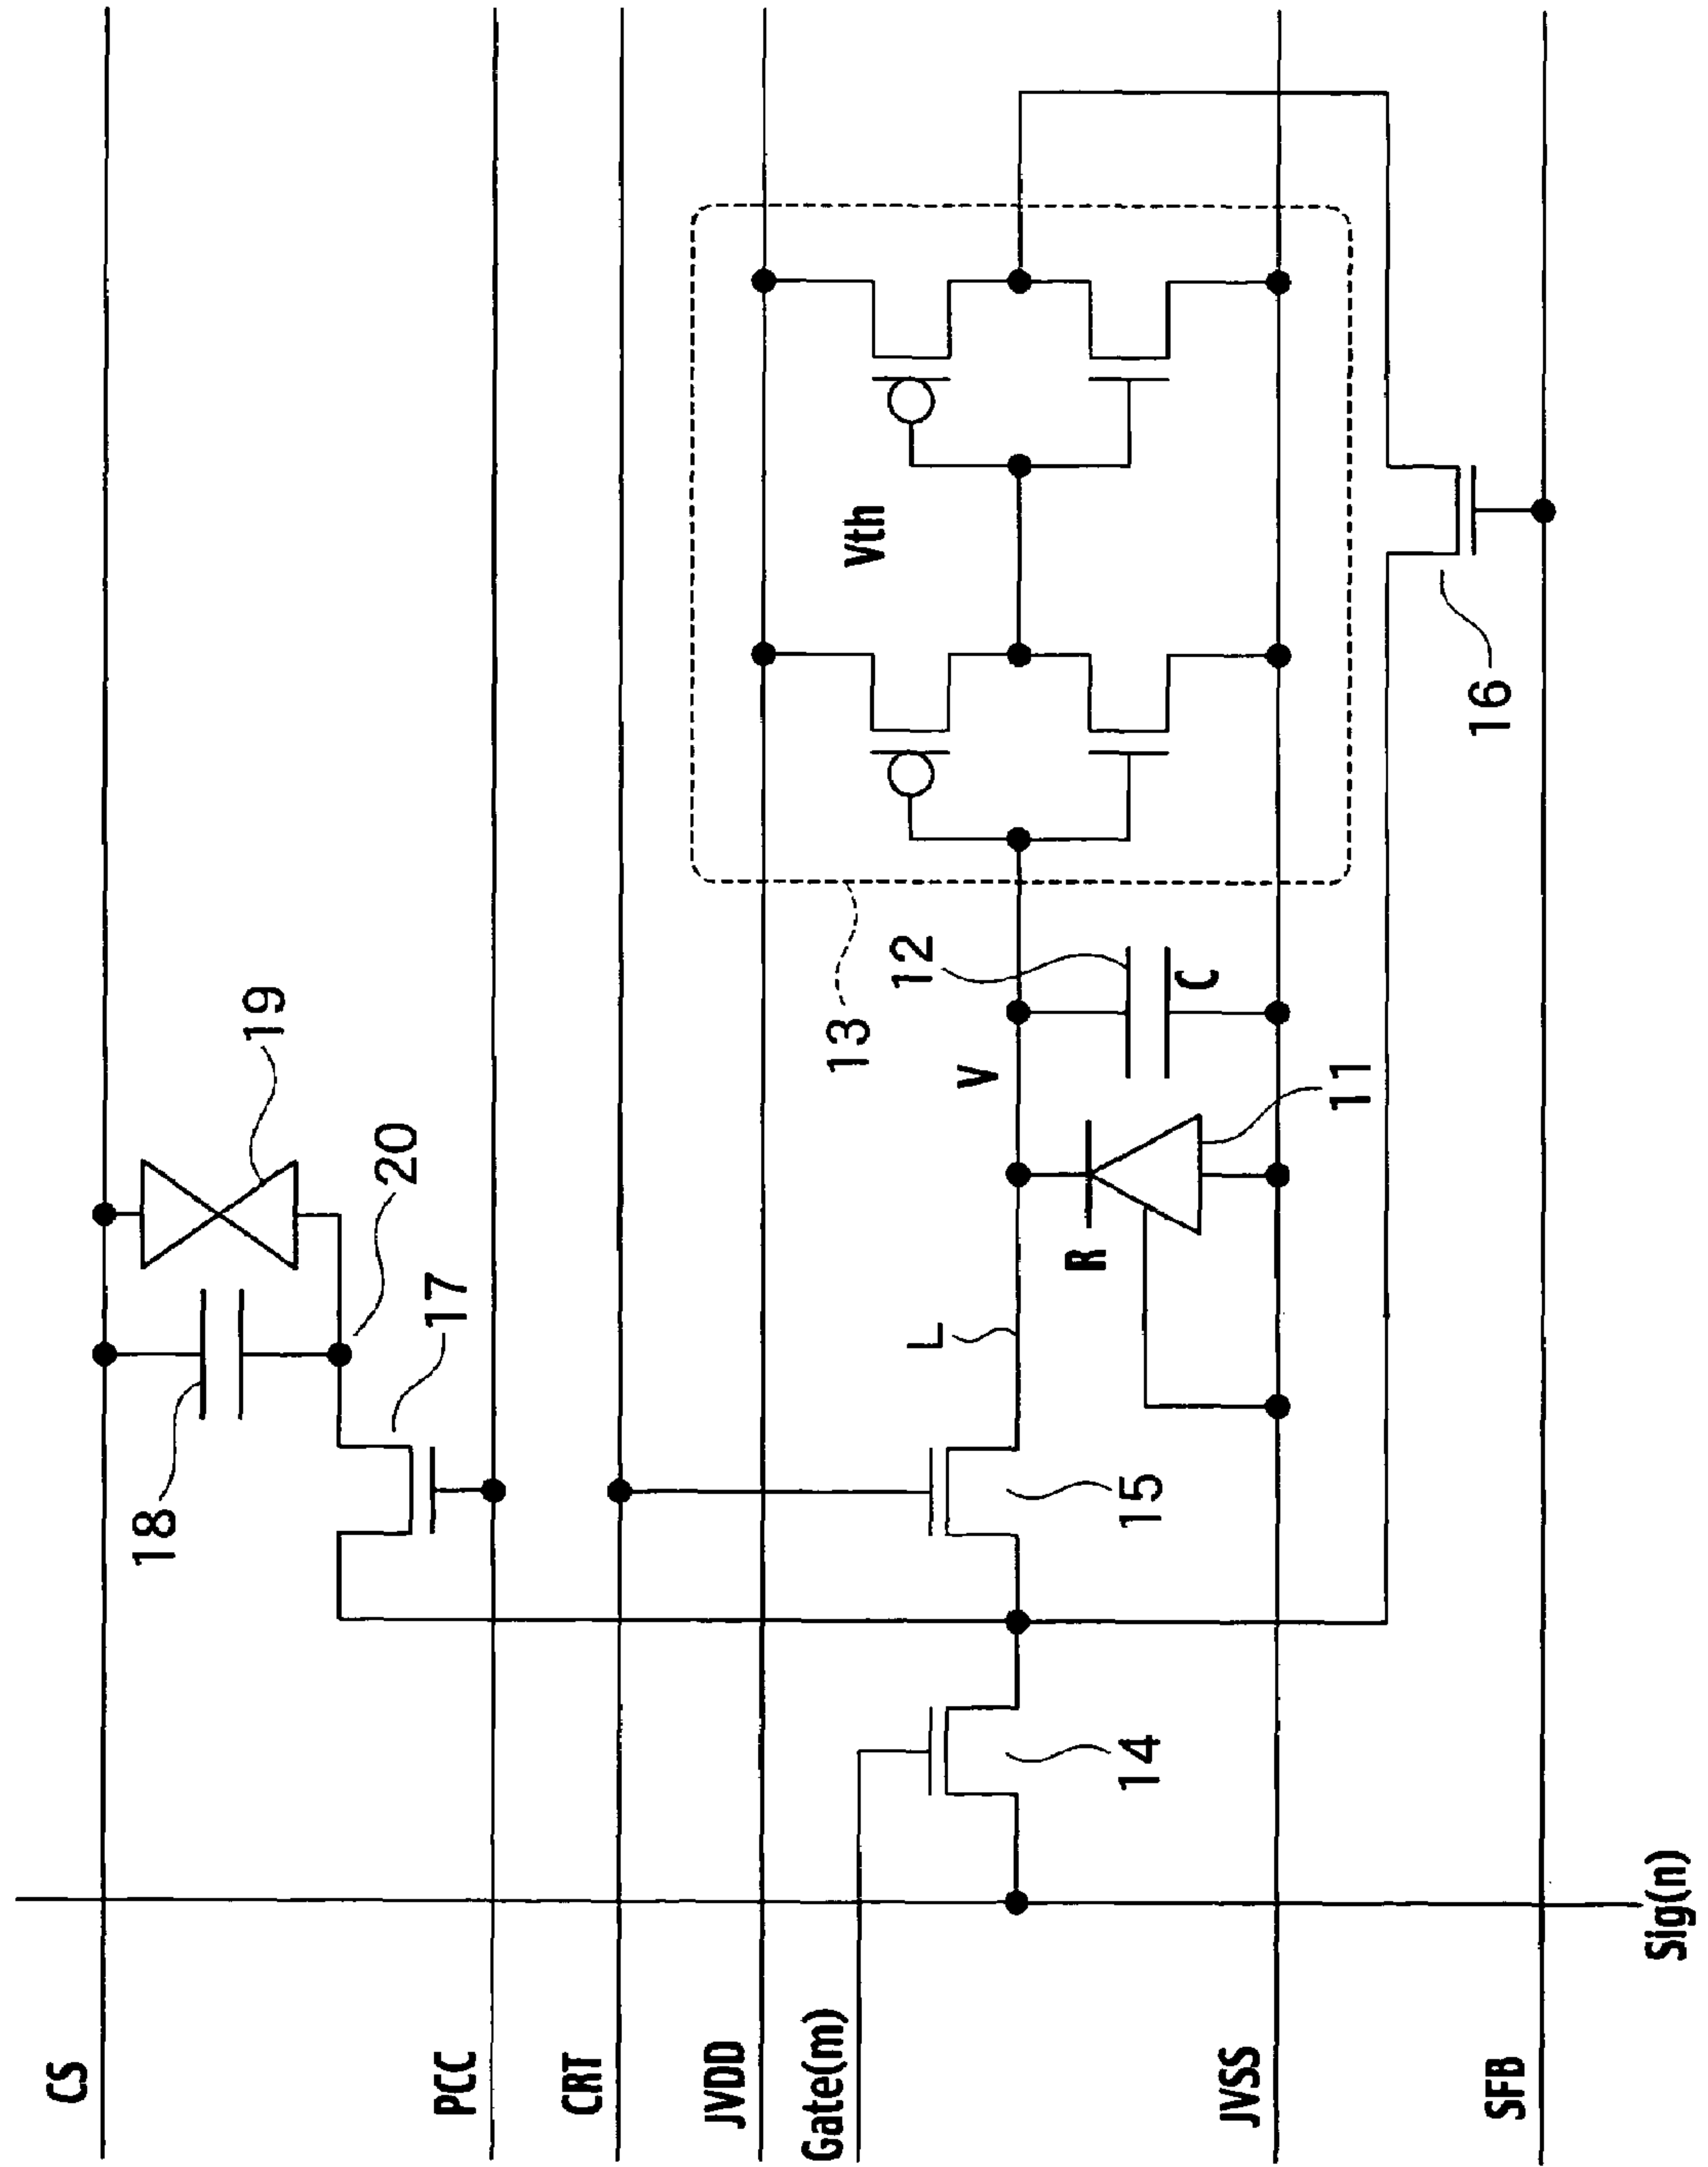 CS
PCC
CRT
JVDD
Gate(m)
JVSS
SFB
Sig(n)
14
15
16
17
18
19
20
L
R
V
11
12
C
13
Vth